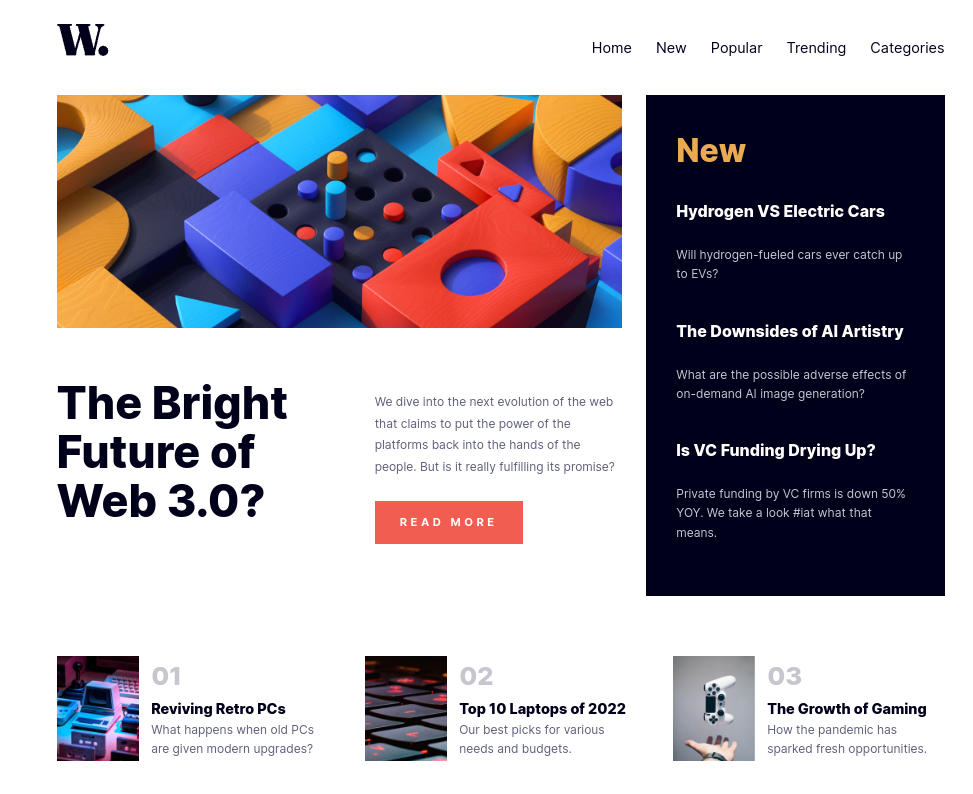 W.
Home New Popular Trending Categories
New
Hydrogen VS Electric Cars
Will hydrogen-fueled cars ever catch up
to EVs?
The Downsides of AI Artistry
What are the possible adverse effects of
on-demand AI image generation?
Is VC Funding Drying Up?
Private funding by VC firms is down 50%
YOY. We take a look #iat what that
means.
The Bright
Future of
Web 3.0?
We dive into the next evolution of the web
that claims to put the power of the
platforms back into the hands of the
people. But is it really fulfilling its promise?
READ MORE
01
Reviving Retro PCs
What happens when old PCs
are given modern upgrades?
02
Top 10 Laptops of 2022
Our best picks for various
needs and budgets.
03
The Growth of Gaming
How the pandemic has
sparked fresh opportunities.